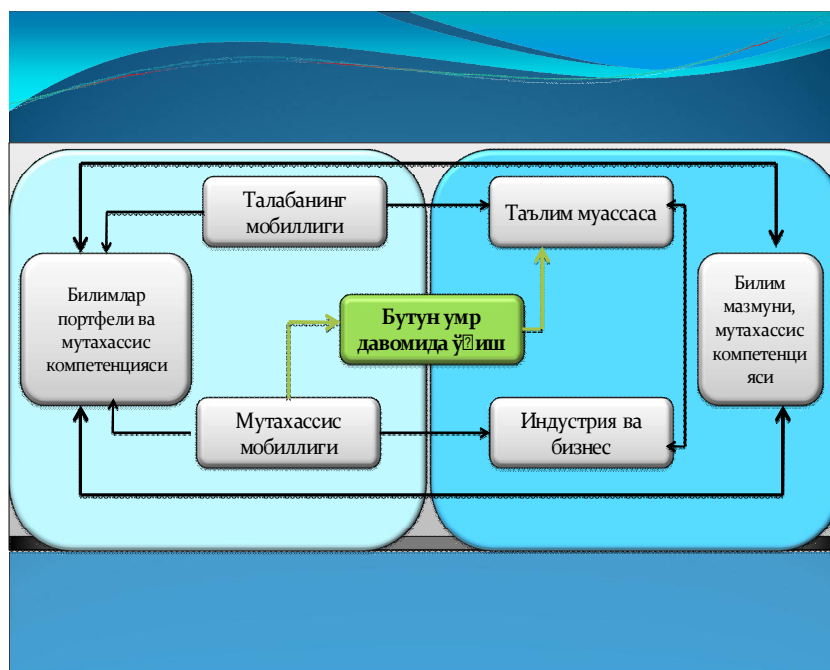 Талабанинг
мобиллиги
Таълим муассаса
Билимлар
портфели ва
мутахассис
компетенцияси
Бутун умр
давомида
Билим
мазмуни,
мутахассис
компетенци
яси
Мутахассис
мобиллиги
Индустрия ва
бизнес